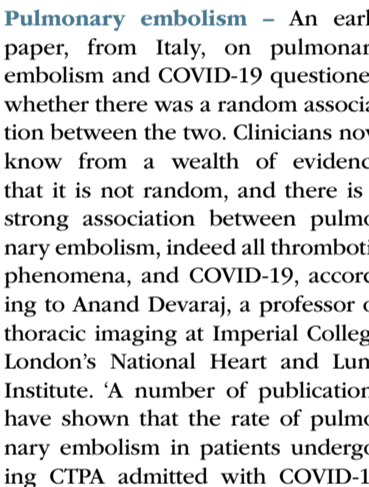 Pulmonary embolism – An earl
paper, from Italy, on pulmonar
embolism and COVID-19 questione
whether there was a random associa
tion between the two. Clinicians nov
know from a wealth of evidenc
that it is not random, and there is
strong association between pulmo
nary embolism, indeed all thromboti
phenomena, and COVID-19, accord
ing to Anand Devaraj, a professor o
thoracic imaging at Imperial Colleg
London’s National Heart and Lun
Institute. ‘A number of publication
have shown that the rate of pulmo
nary embolism in patients undergo
ing CTPA admitted with COVID-1